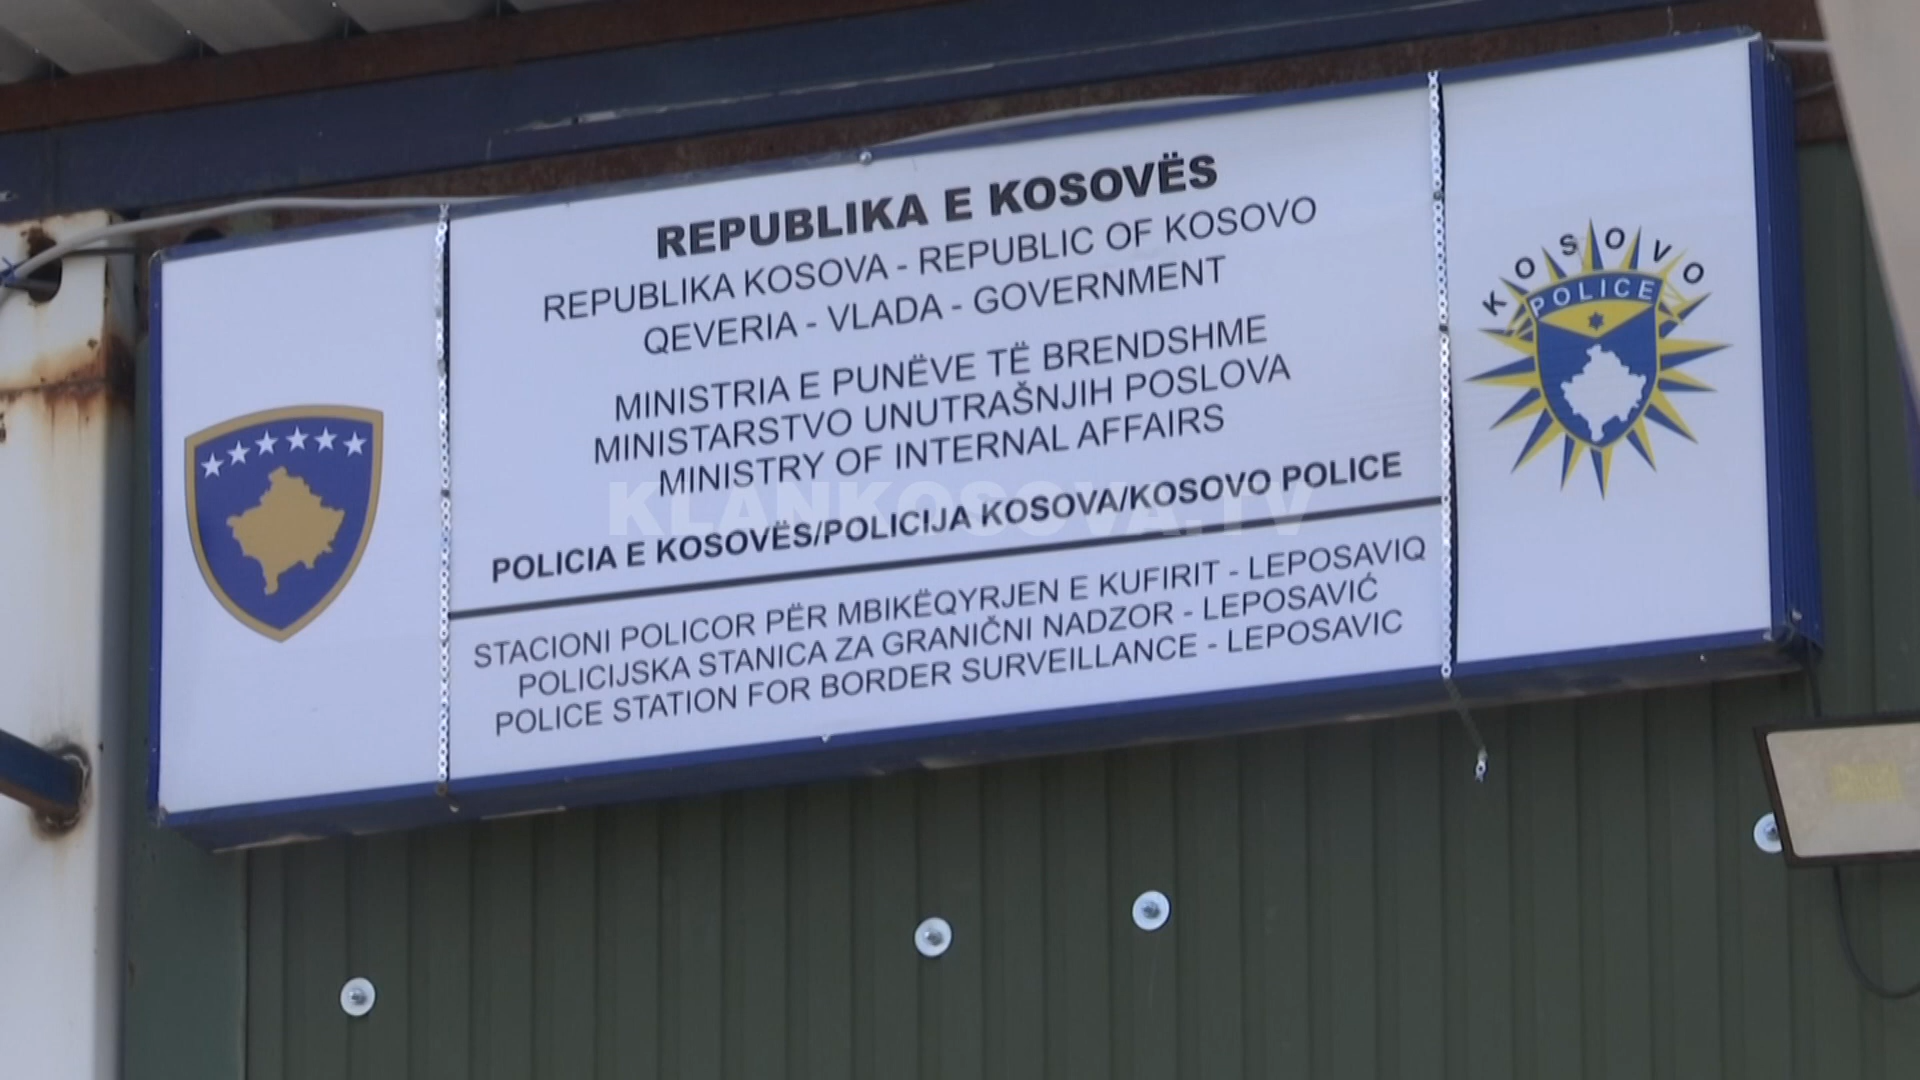 REPUBLIKA E KOSOVËS
REPUBLIKA KOSOVA - REPUBLIC OF KOSOVO
QEVERIA - VLADA - GOVERNMENT
MINISTRIA E PUNËVE TË BRENDSHME
MINISTARSTVO UNUTRAŠNJIH POSLOVA
MINISTRY OF INTERNAL AFFAIRS
POLICIA E KOSOVËS/POLICIJA KOSOVA/KOSOVO POLICE
STACIONI POLICOR PËR MBIKËQYRJEN E KUFIRIT - LEPOSAVIQ
POLICIJSKA STANICA ZA GRANIČNI NADZOR - LEPOSAVIĆ
POLICE STATION FOR BORDER SURVEILLANCE - LEPOSAVIC
KOSOVO
POLICE
KLANKOSOVA.TV